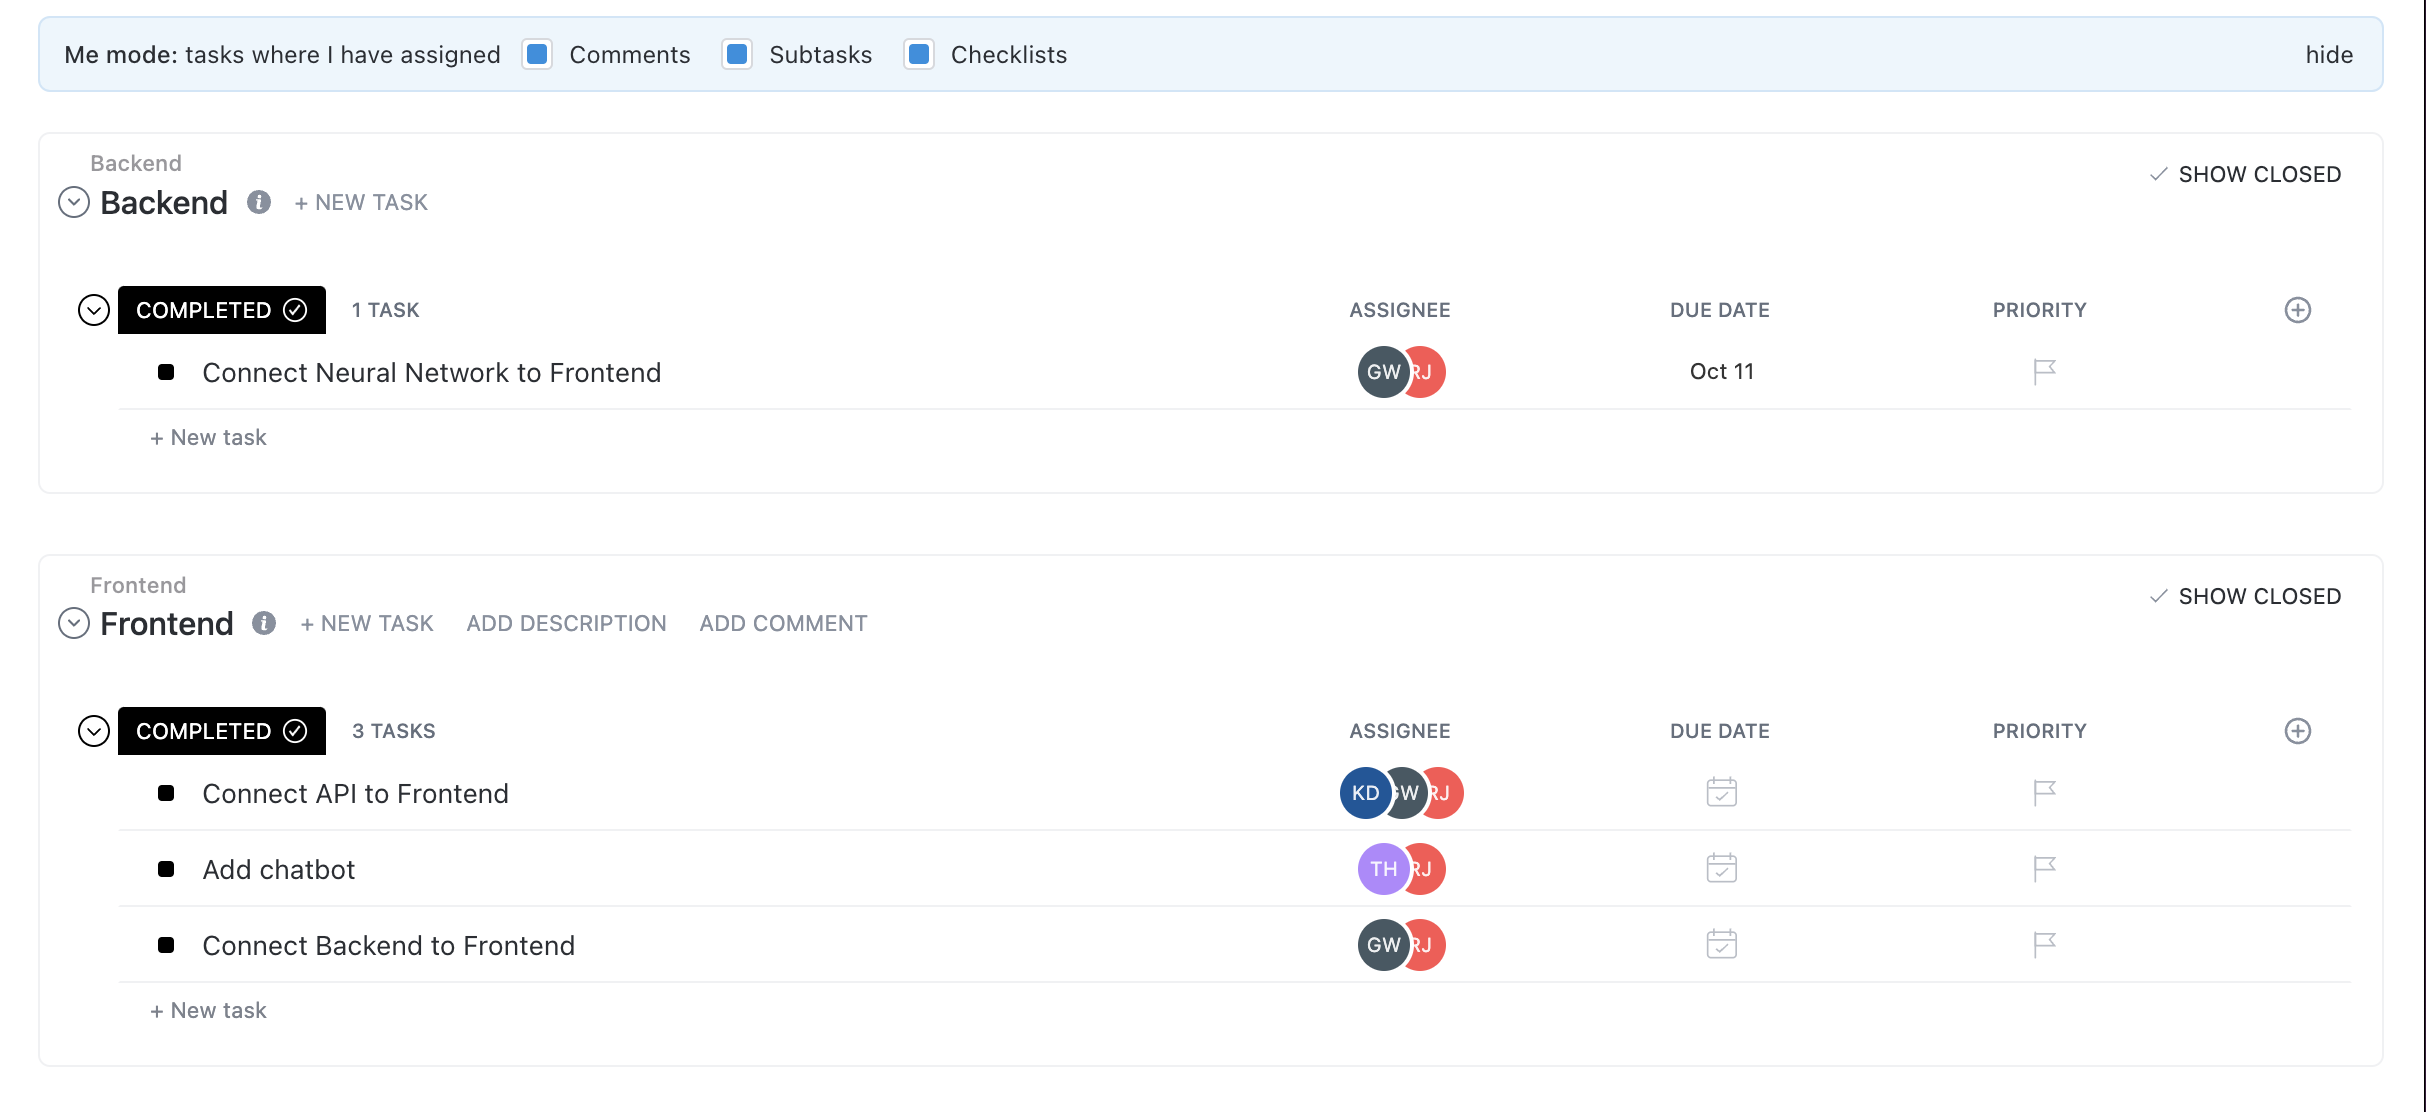 Me mode: tasks where I have assigned Comments Subtasks Checklists hide
Backend
SHOW CLOSED
Backend + NEW TASK
COMPLETED 1 TASK ASSIGNEE DUE DATE PRIORITY
Connect Neural Network to Frontend GW RJ Oct 11
+ New task
Frontend
SHOW CLOSED
Frontend + NEW TASK ADD DESCRIPTION ADD COMMENT
COMPLETED 3 TASKS ASSIGNEE DUE DATE PRIORITY
Connect API to Frontend KD GW RJ
Add chatbot TH RJ
Connect Backend to Frontend GW RJ
+ New task